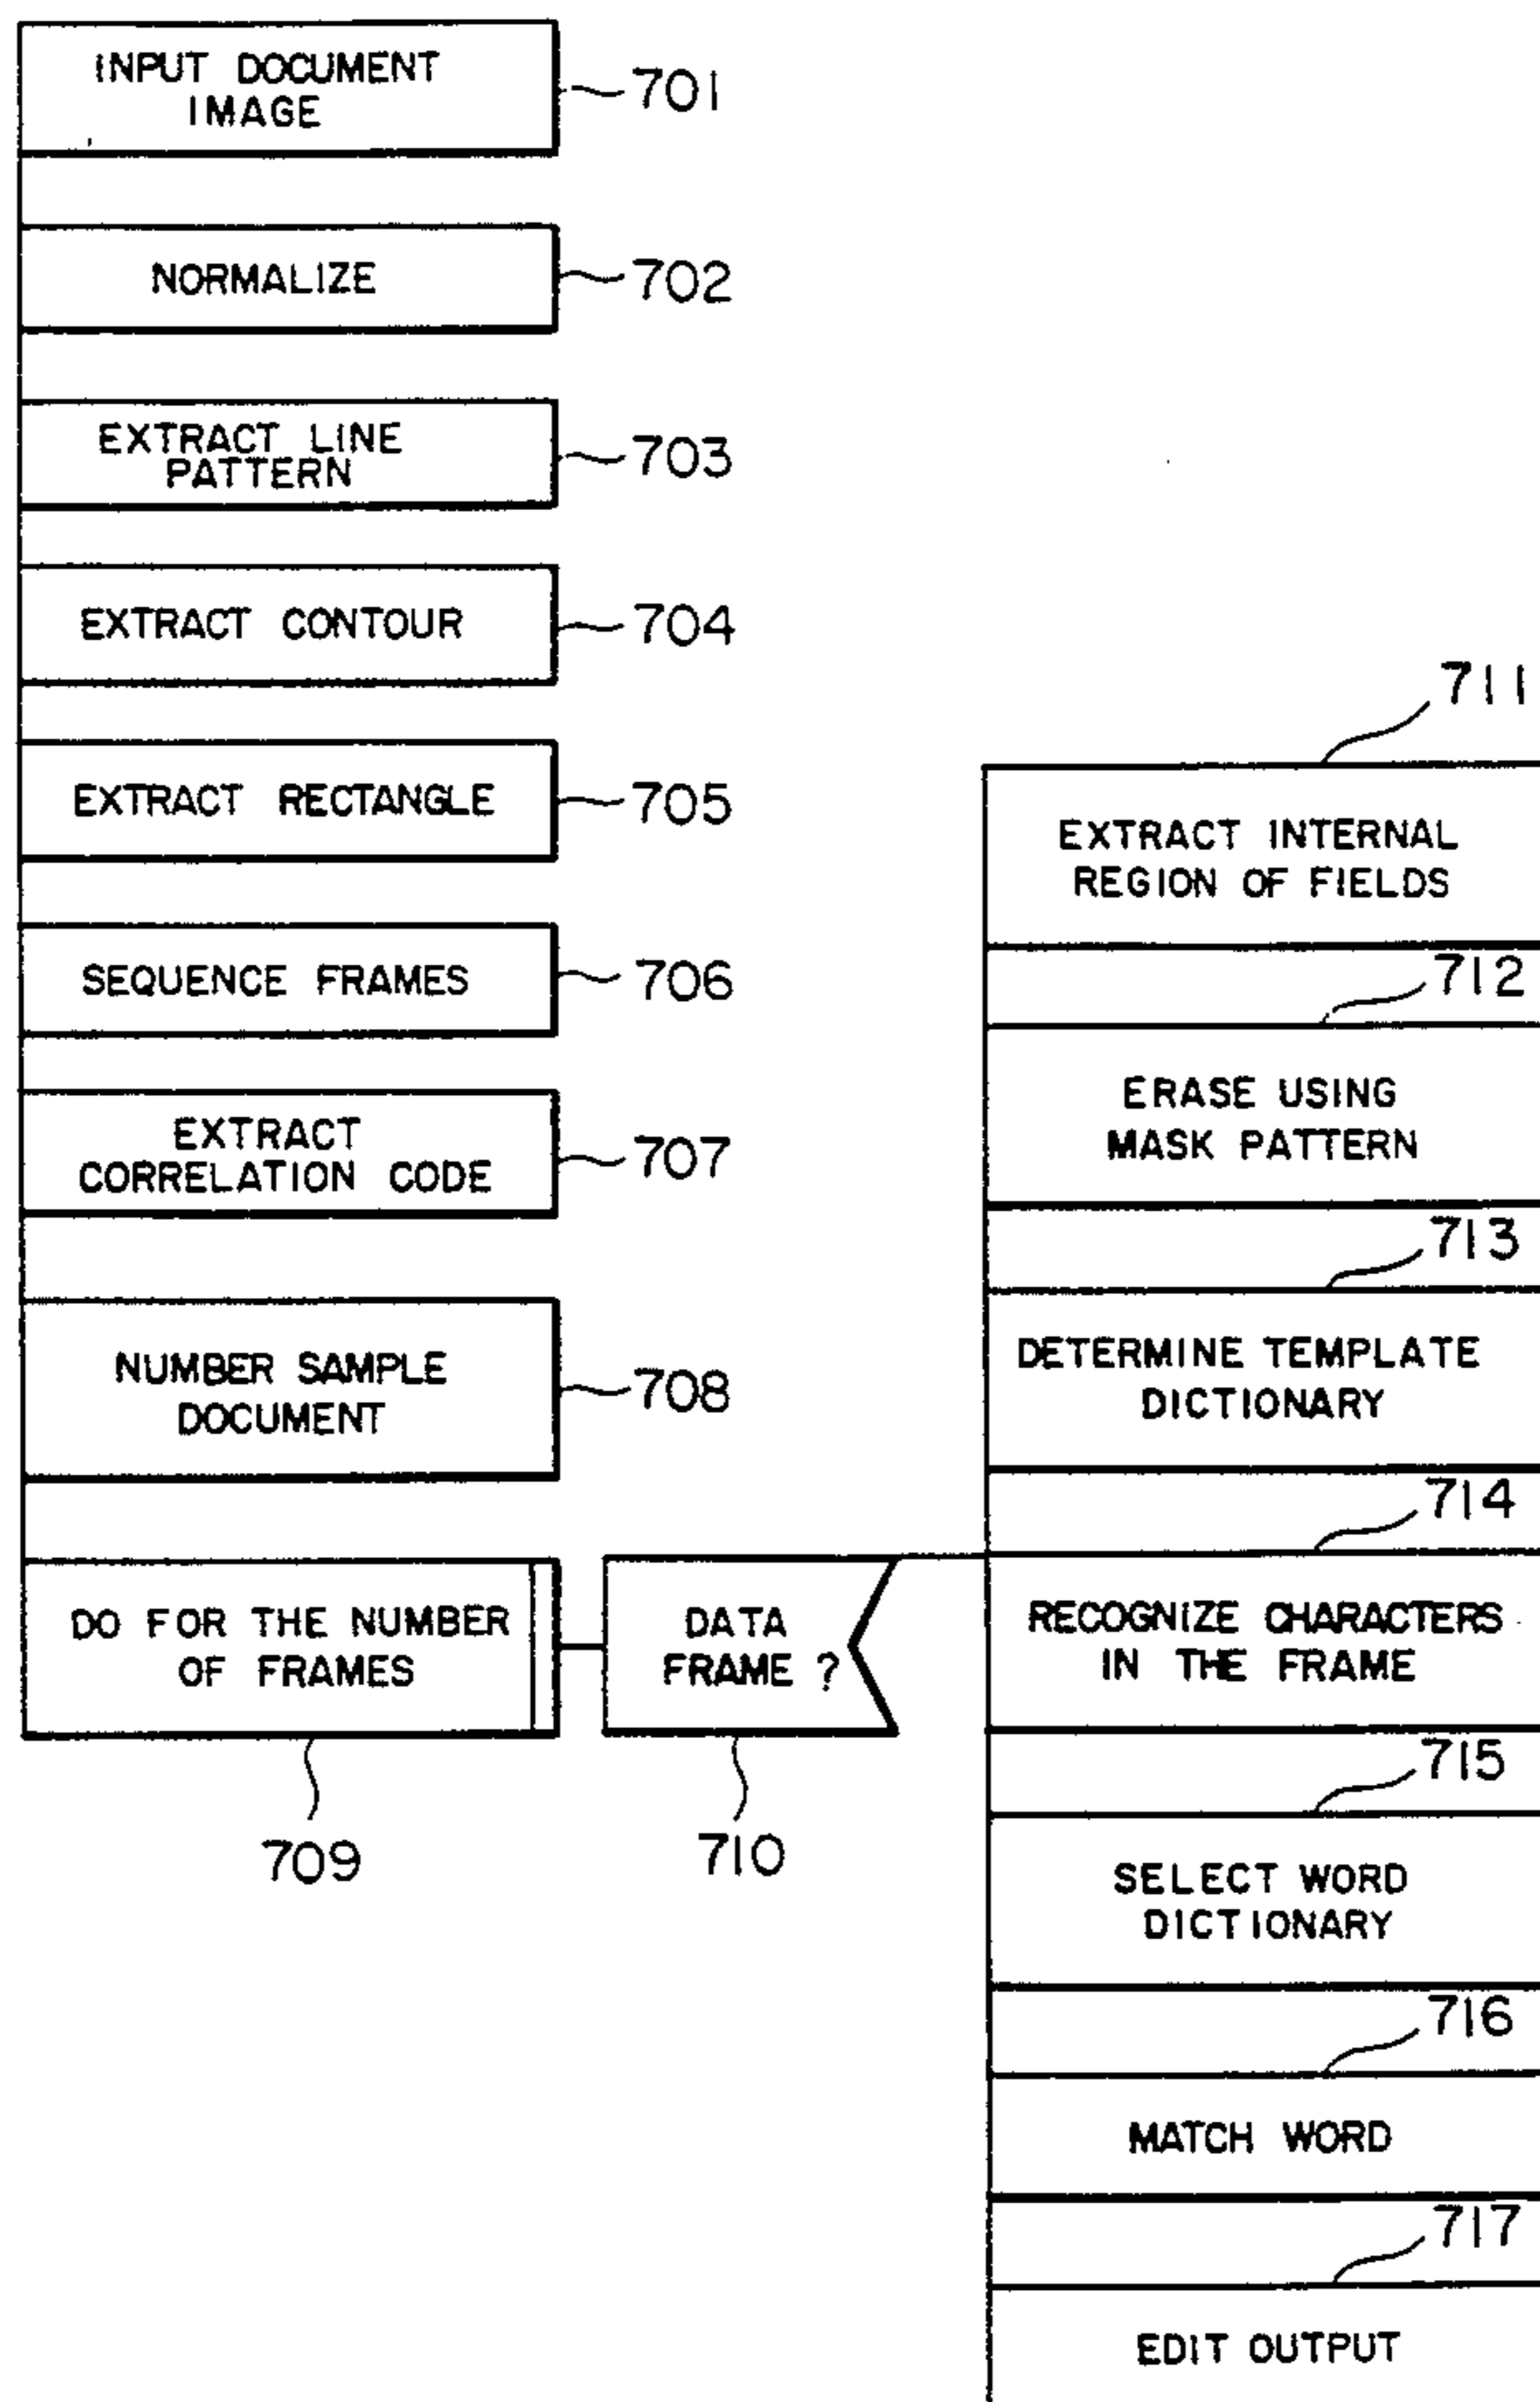 INPUT DOCUMENT
IMAGE
701
NORMALIZE
702
EXTRACT LINE
PATTERN
703
EXTRACT CONTOUR
704
EXTRACT RECTANGLE
705
SEQUENCE FRAMES
706
EXTRACT
CORRELATION CODE
707
NUMBER SAMPLE
DOCUMENT
708
DO FOR THE NUMBER
OF FRAMES
709
DATA
FRAME ?
710
711
EXTRACT INTERNAL
REGION OF FIELDS
712
ERASE USING
MASK PATTERN
713
DETERMINE TEMPLATE
DICTIONARY
714
RECOGNIZE CHARACTERS
IN THE FRAME
715
SELECT WORD
DICTIONARY
716
MATCH WORD
717
EDIT OUTPUT